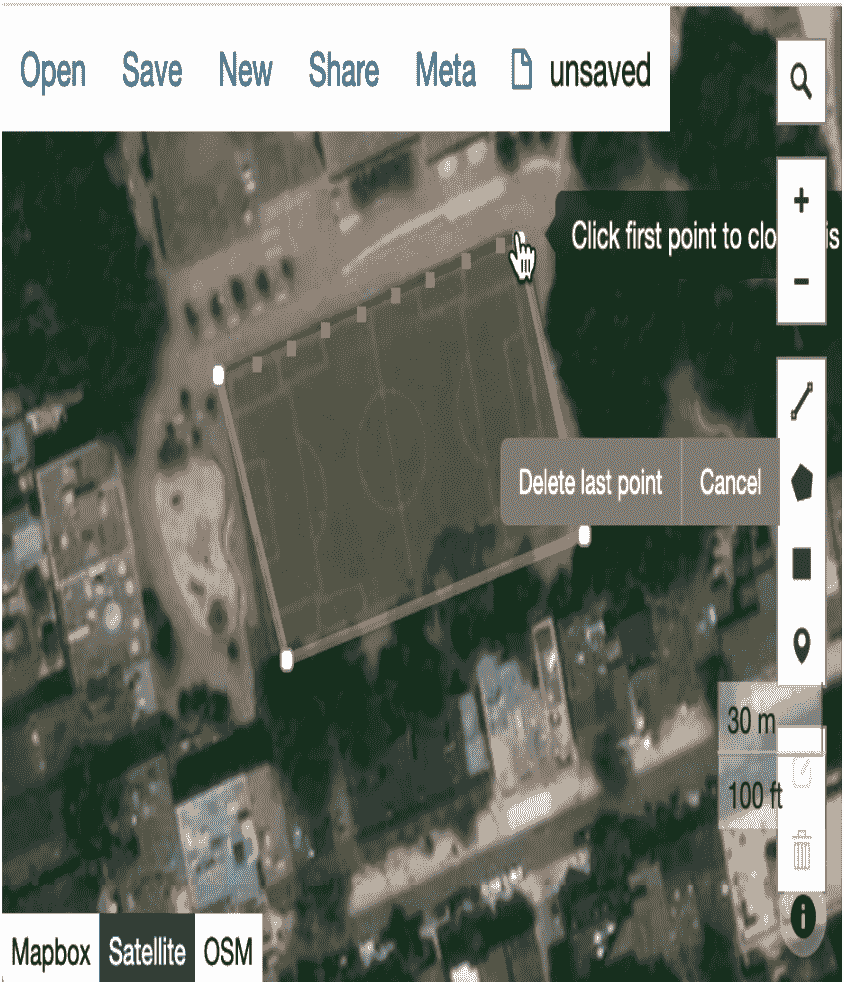 Open Save New Share Meta unsaved
Click first point to clo is
+
-
Delete last point Cancel
30 m
100 ft
Mapbox Satellite OSM